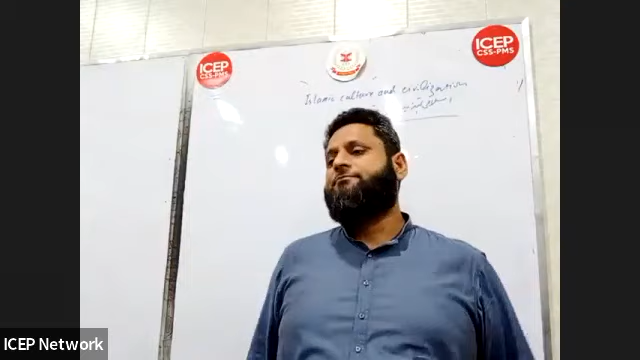 ICEP
CSS-PMS
ICEP
CSS-PMS
Islamic culture and civilization
ICEP Network